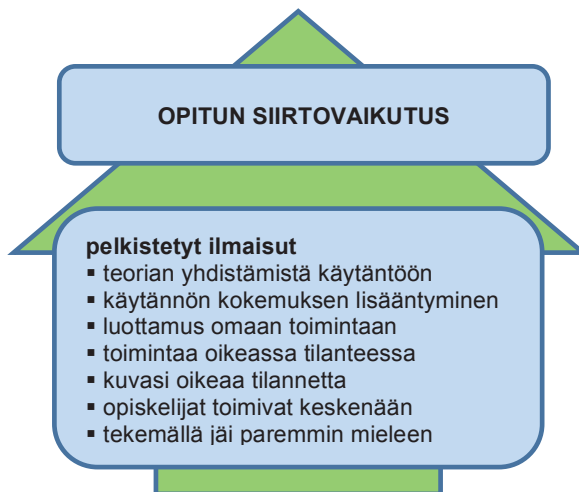 OPITUN SIIRTOVAIKUTUS
pelkistetyt ilmaisut
▪ teorian yhdistämistä käytäntöön
▪ käytännön kokemuksen lisääntyminen
▪ luottamus omaan toimintaan
▪ toimintaa oikeassa tilanteessa
▪ kuvasi oikeaa tilannetta
▪ opiskelijat toimivat keskenään
▪ tekemällä jäi paremmin mieleen